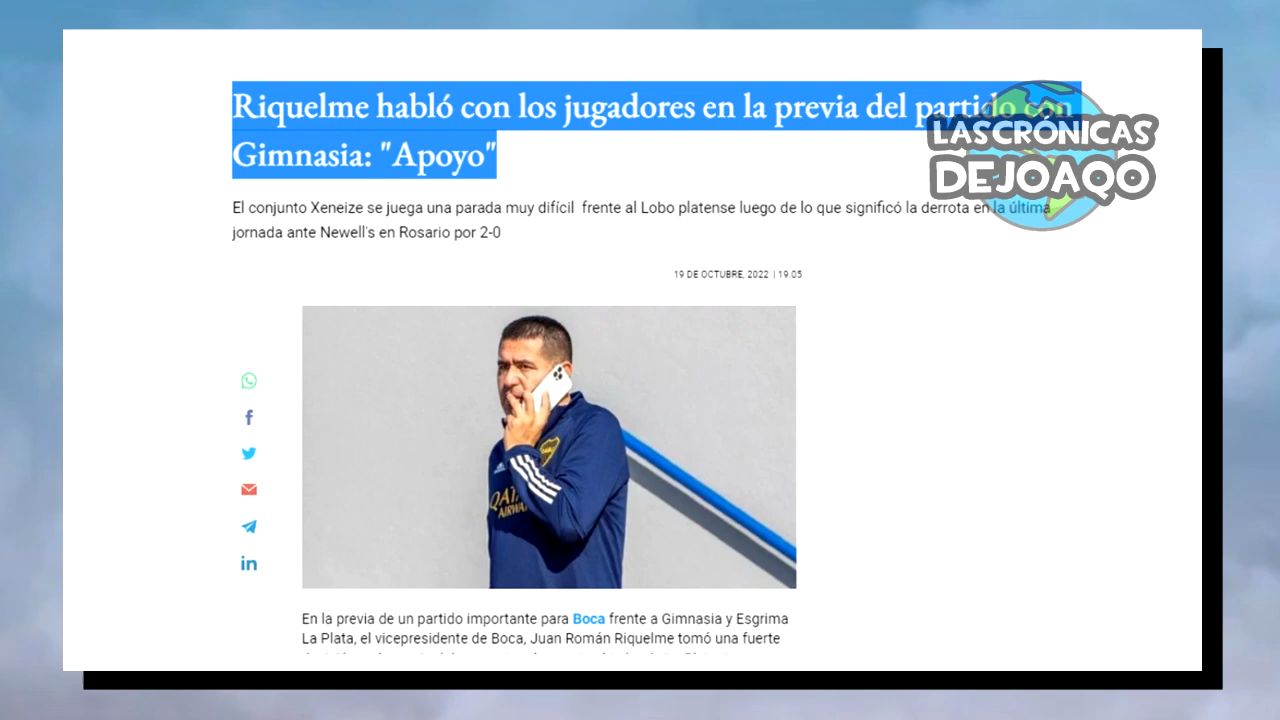 Riquelme habló con los jugadores en la previa del partido con
Gimnasia: "Apoyo"
LAS CRÓNICAS
DE JOAQO
El conjunto Xeneize se juega una parada muy difícil frente al Lobo platense luego de lo que significó la derrota en la última
jornada ante Newell's en Rosario por 2-0
19 DE OCTUBRE, 2022 | 19.05
QATAR
AIRWAYS
En la previa de un partido importante para Boca frente a Gimnasia y Esgrima
La Plata, el vicepresidente de Boca, Juan Román Riquelme tomó una fuerte